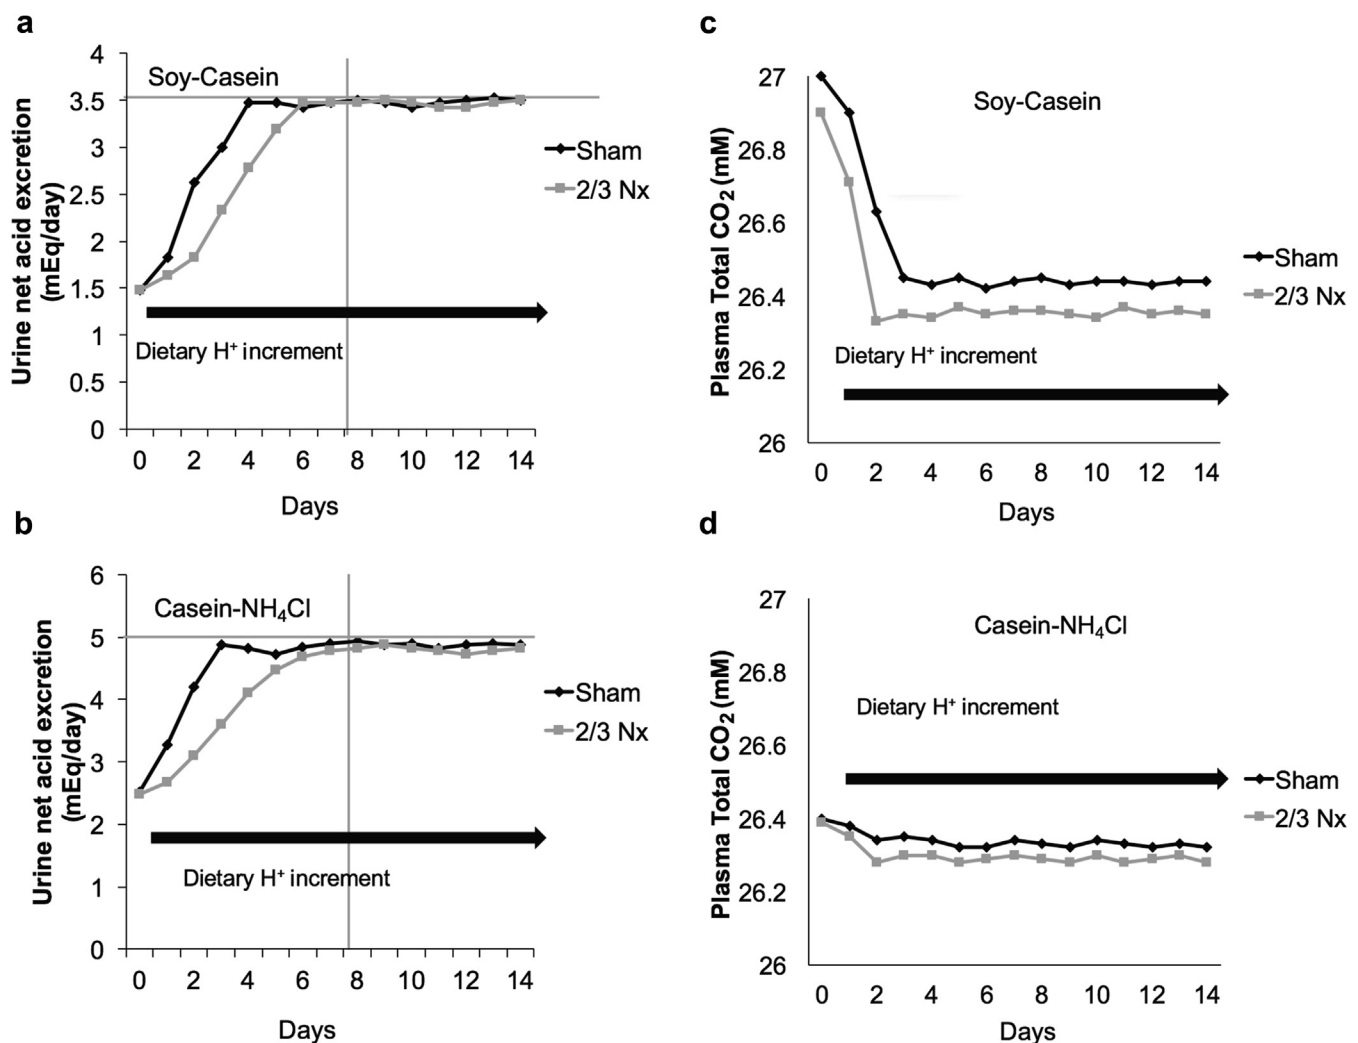 a
Urine net acid excretion
(mEq/day)
4
3.5
3
2.5
2
1.5
1
0.5
0
Soy-Casein
Dietary H⁺ increment
0 2 4 6 8 10 12 14
Days
Sham
2/3 Nx
b
Urine net acid excretion
(mEq/day)
6
5
4
3
2
1
0
Casein-NH₄Cl
Dietary H⁺ increment
0 2 4 6 8 10 12 14
Days
Sham
2/3 Nx
c
Plasma Total CO₂ (mM)
27
26.8
26.6
26.4
26.2
26
Soy-Casein
Dietary H⁺ increment
0 2 4 6 8 10 12 14
Days
Sham
2/3 Nx
d
Plasma Total CO₂ (mM)
27
26.8
26.6
26.4
26.2
26
Casein-NH₄Cl
Dietary H⁺ increment
0 2 4 6 8 10 12 14
Days
Sham
2/3 Nx